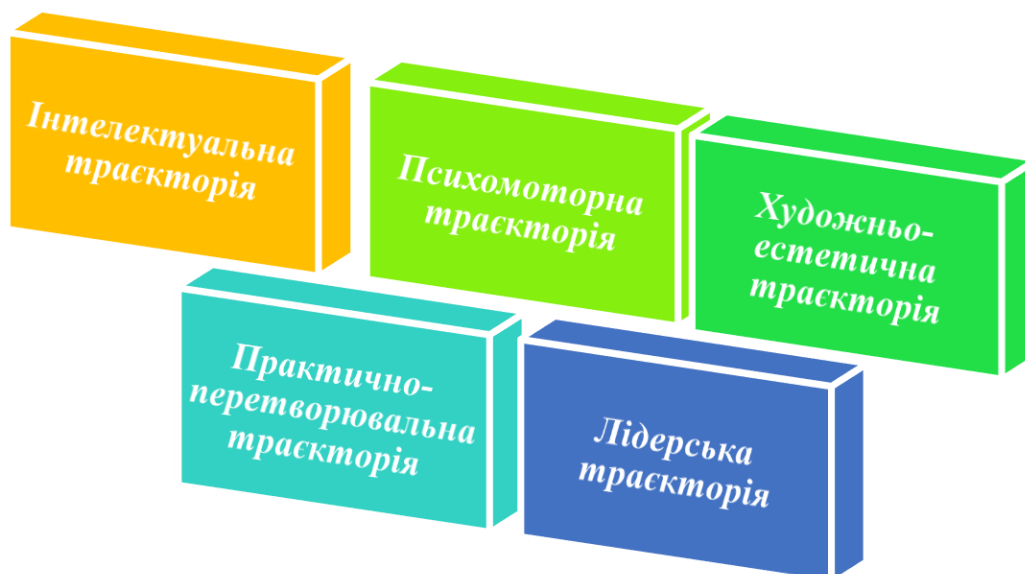 Інтелектуальна
траєкторія
Психомоторна
траєкторія
Художньо-
естетична
траєкторія
Практично-
перетворювальна
траєкторія
Лідерська
траєкторія